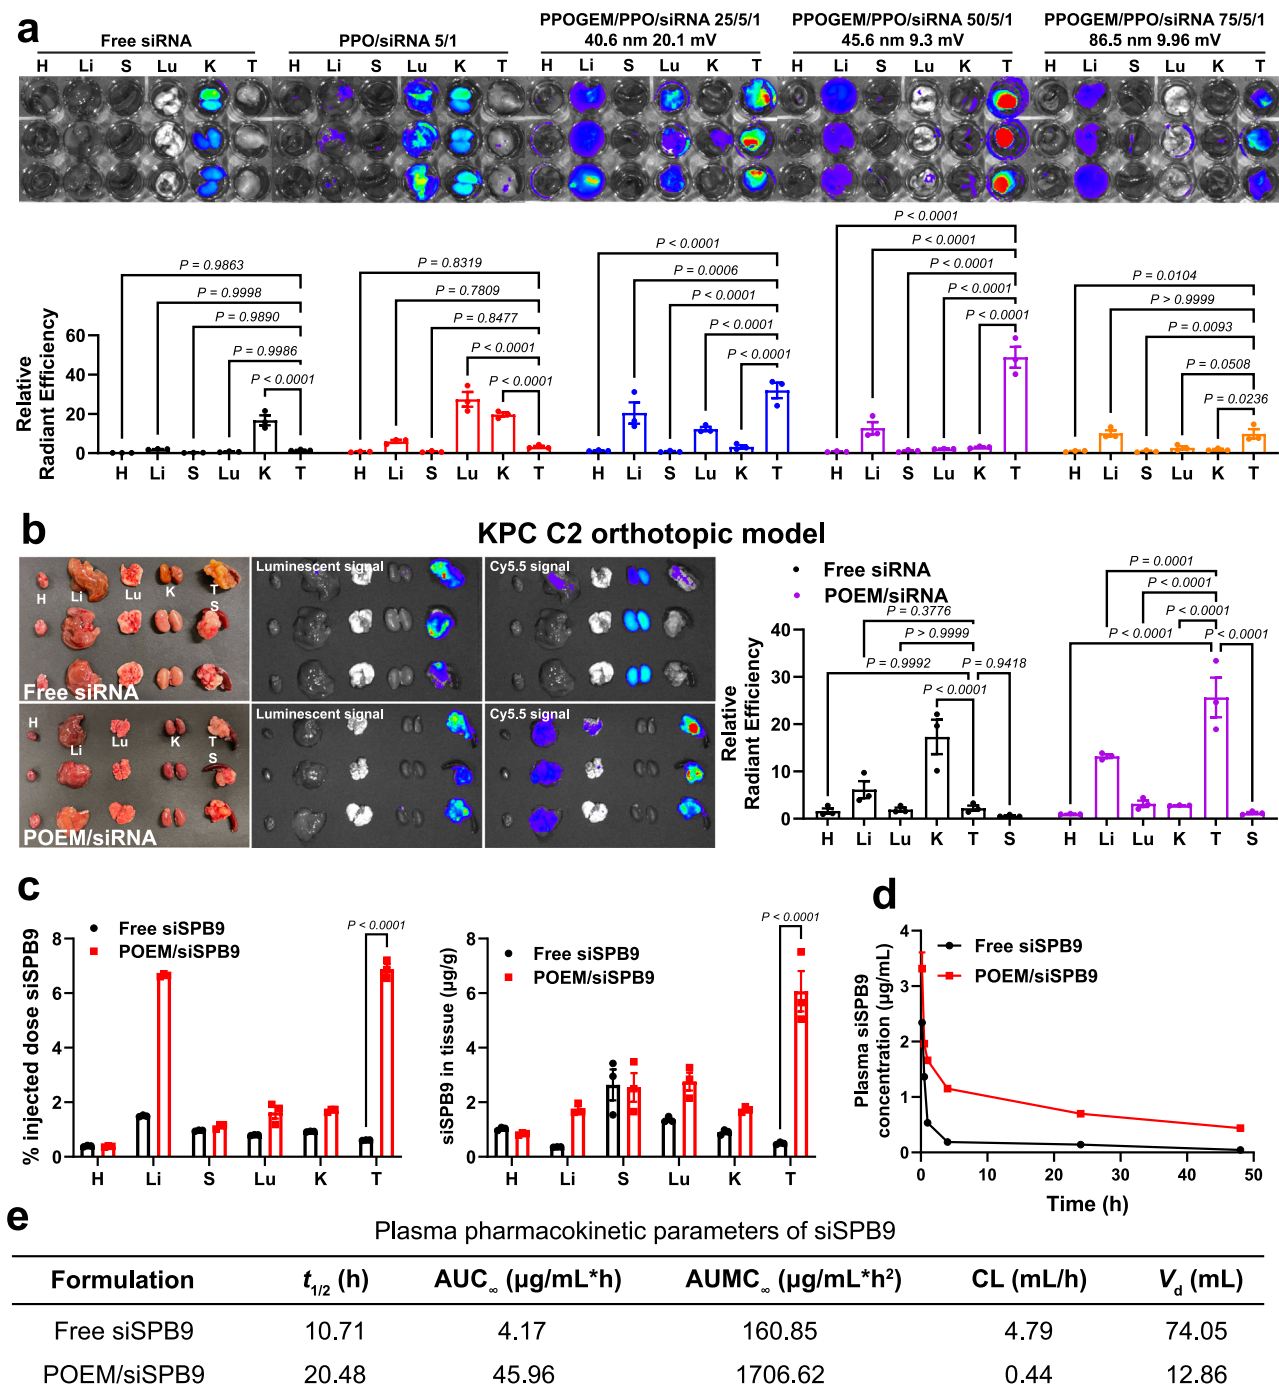 a
Free siRNA
PPO/siRNA 5/1
PPOGEM/PPO/siRNA 25/5/1
40.6 nm 20.1 mV
PPOGEM/PPO/siRNA 50/5/1
45.6 nm 9.3 mV
PPOGEM/PPO/siRNA 75/5/1
86.5 nm 9.96 mV
H Li S Lu K T H Li S Lu K T H Li S Lu K T H Li S Lu K T H Li S Lu K T
Relative
Radiant Efficiency
60
40
20
0
P = 0.9863
P = 0.9998
P = 0.9890
P = 0.9986
P < 0.0001
P = 0.8319
P = 0.7809
P = 0.8477
P < 0.0001
P < 0.0001
P < 0.0001
P = 0.0006
P < 0.0001
P < 0.0001
P < 0.0001
P < 0.0001
P < 0.0001
P < 0.0001
P < 0.0001
P < 0.0001
P = 0.0104
P > 0.9999
P = 0.0093
P = 0.0508
P = 0.0236
H Li S Lu K T H Li S Lu K T H Li S Lu K T H Li S Lu K T H Li S Lu K T
b
KPC C2 orthotopic model
H Li Lu K T S
Free siRNA
Luminescent signal
Cy5.5 signal
H Li Lu K T S
POEM/siRNA
Luminescent signal
Cy5.5 signal
Free siRNA
POEM/siRNA
Relative
Radiant Efficiency
40
30
20
10
0
P = 0.3776
P > 0.9999
P = 0.9992
P = 0.9418
P < 0.0001
P = 0.0001
P < 0.0001
P < 0.0001
P < 0.0001
P < 0.0001
H Li Lu K T S H Li Lu K T S
c
% injected dose siSPB9
8
6
4
2
0
Free siSPB9
POEM/siSPB9
P < 0.0001
H Li S Lu K T
siSPB9 in tissue (µg/g)
8
6
4
2
0
Free siSPB9
POEM/siSPB9
P < 0.0001
H Li S Lu K T
d
Plasma siSPB9
concentration (µg/mL)
4
3
2
1
0
Free siSPB9
POEM/siSPB9
0 10 20 30 40 50
Time (h)
e
Plasma pharmacokinetic parameters of siSPB9
Formulation t1/2 (h) AUC∞ (µg/mL*h) AUMC∞ (µg/mL*h²) CL (mL/h) Vd (mL)
Free siSPB9 10.71 4.17 160.85 4.79 74.05
POEM/siSPB9 20.48 45.96 1706.62 0.44 12.86